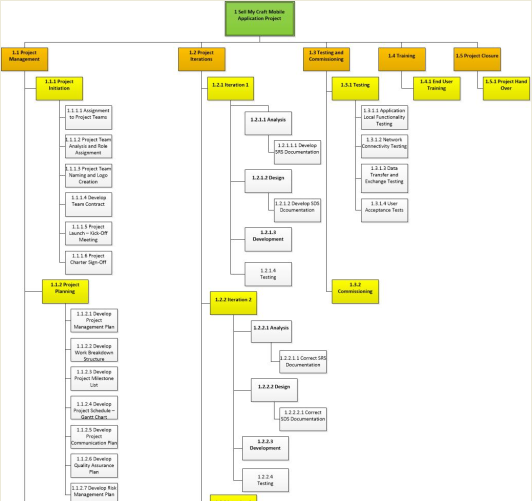 1 Sell My Craft Mobile
Application Project
1.1 Project
Management
1.2 Project
Iterations
1.3 Testing and
Commissioning
1.4 Training
1.5 Project Closure
1.1.1 Project
Initiation
1.1.1.1 Assignment
to Project Teams
1.1.1.2 Project Team
Analysis and Role
Assignment
1.1.1.3 Project Team
Naming and Logo
Creation
1.1.1.4 Develop
Team Contract
1.1.1.5 Project
Launch – Kick-Off
Meeting
1.1.1.6 Project
Charter Sign-Off
1.1.2 Project
Planning
1.1.2.1 Develop
Project
Management Plan
1.1.2.2 Develop
Work Breakdown
Structure
1.1.2.3 Develop
Project Milestone
List
1.1.2.4 Develop
Project Schedule –
Gantt Chart
1.1.2.5 Develop
Project
Communication Plan
1.1.2.6 Develop
Quality Assurance
Plan
1.1.2.7 Develop Risk
Management Plan
1.2.1 Iteration 1
1.2.1.1 Analysis
1.2.1.1.1 Develop
SRS Documentation
1.2.1.2 Design
1.2.1.2 Develop SDS
Dcoumentation
1.2.1.3
Development
1.2.1.4
Testing
1.2.2 Iteration 2
1.2.2.1 Analysis
1.2.2.1.1 Correct SRS
Documentation
1.2.2.2 Design
1.2.2.2.1 Correct
SDS Documentation
1.2.2.3
Development
1.2.2.4
Testing
1.3.1 Testing
1.3.1.1 Application
Local Functionality
Testing
1.3.1.2 Network
Connectivity Testing
1.3.1.3 Data
Transfer and
Exchange Testing
1.3.1.4 User
Acceptance Tests
1.3.2
Commissioning
1.4.1 End User
Training
1.5.1 Project Hand
Over